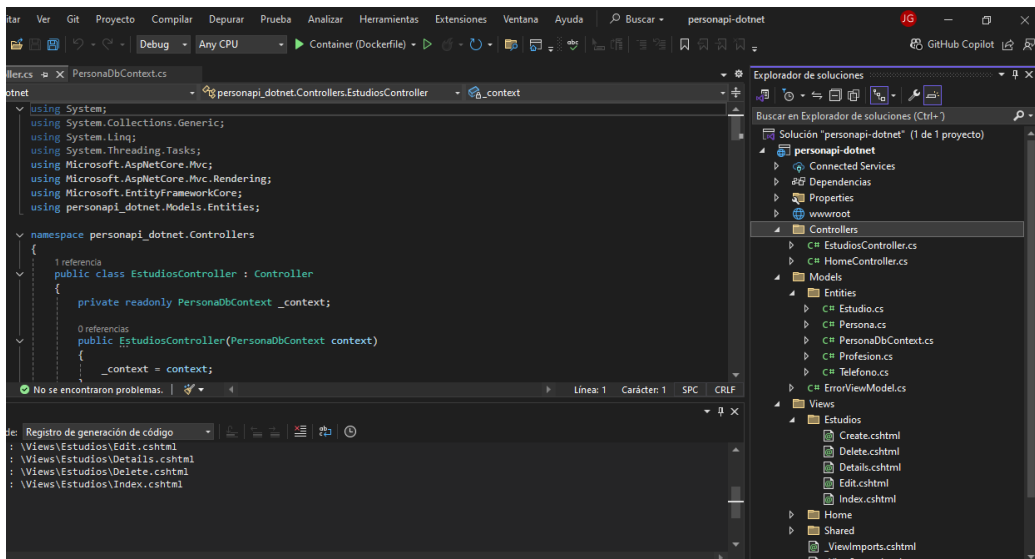 itar Ver Git Proyecto Compilar Depurar Prueba Analizar Herramientas Extensiones Ventana Ayuda Buscar personapi-dotnet JG
Debug Any CPU Container (Dockerfile) GitHub Copilot
ller.cs PersonaDbContext.cs
otnet personapi_dotnet.Controllers.EstudiosController _context
using System;
using System.Collections.Generic;
using System.Linq;
using System.Threading.Tasks;
using Microsoft.AspNetCore.Mvc;
using Microsoft.AspNetCore.Mvc.Rendering;
using Microsoft.EntityFrameworkCore;
using personapi_dotnet.Models.Entities;
namespace personapi_dotnet.Controllers
{
1 referencia
public class EstudiosController : Controller
{
private readonly PersonaDbContext _context;
0 referencias
public EstudiosController(PersonaDbContext context)
{
_context = context;
No se encontraron problemas. Línea: 1 Carácter: 1 SPC CRLF
de: Registro de generación de código
: \Views\Estudios\Edit.cshtml
: \Views\Estudios\Details.cshtml
: \Views\Estudios\Delete.cshtml
: \Views\Estudios\Index.cshtml
Explorador de soluciones
Buscar en Explorador de soluciones (Ctrl+´)
Solución "personapi-dotnet" (1 de 1 proyecto)
personapi-dotnet
Connected Services
Dependencias
Properties
wwwroot
Controllers
C# EstudiosController.cs
C# HomeController.cs
Models
Entities
C# Estudio.cs
C# Persona.cs
C# PersonaDbContext.cs
C# Profesion.cs
C# Telefono.cs
C# ErrorViewModel.cs
Views
Estudios
Create.cshtml
Delete.cshtml
Details.cshtml
Edit.cshtml
Index.cshtml
Home
Shared
_ViewImports.cshtml